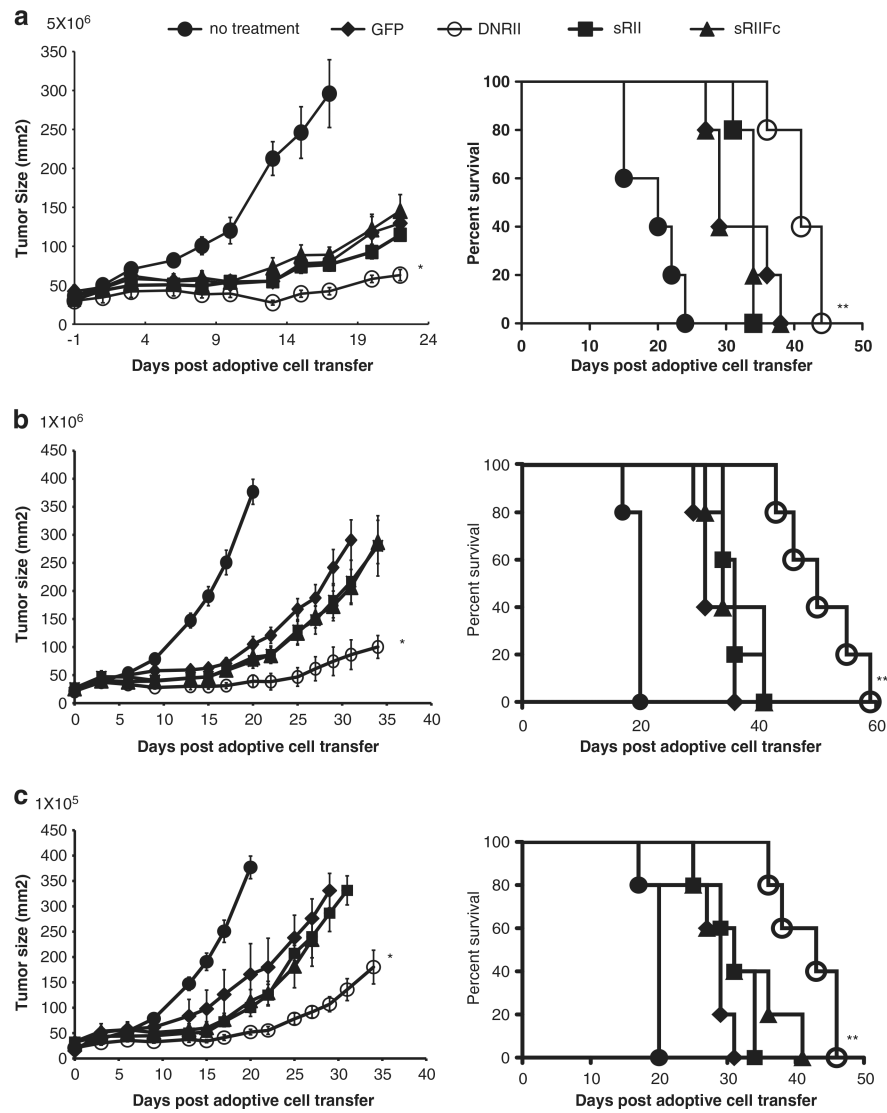 a
5X10⁶
no treatment GFP DNRII sRII sRIIFc
Tumor Size (mm2)
350
300
250
200
150
100
50
0
-1 4 9 14 19 24
Days post adoptive cell transfer
*
Percent survival
100
80
60
40
20
0
0 10 20 30 40 50
Days post adoptive cell transfer
**
b
1X10⁶
Tumor size (mm2)
450
400
350
300
250
200
150
100
50
0
0 5 10 15 20 25 30 35 40
Days post adoptive cell transfer
*
Percent survival
100
80
60
40
20
0
0 20 40 60
Days post adoptive cell transfer
**
c
1X10⁵
Tumor size (mm2)
450
400
350
300
250
200
150
100
50
0
0 5 10 15 20 25 30 35 40
Days post adoptive cell transfer
*
Percent survival
100
80
60
40
20
0
0 10 20 30 40 50
Days post adoptive cell transfer
**